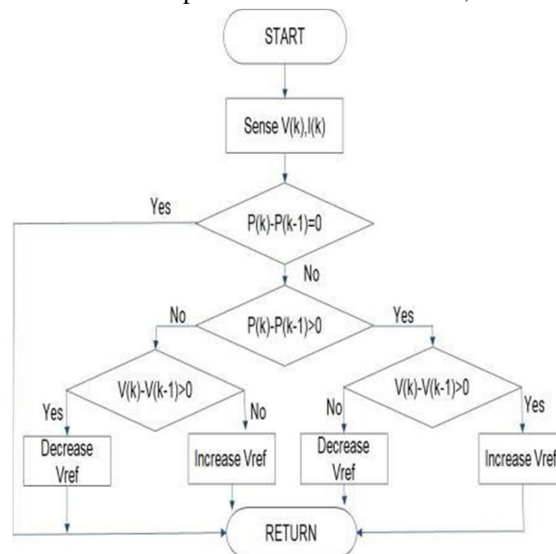 START
Sense V(k),I(k)
Yes
P(k)-P(k-1)=0
No
No
P(k)-P(k-1)>0
Yes
V(k)-V(k-1)>0
V(k)-V(k-1)>0
Yes
No
No
Yes
Decrease
Vref
Increase Vref
Decrease
Vref
Increase Vref
RETURN